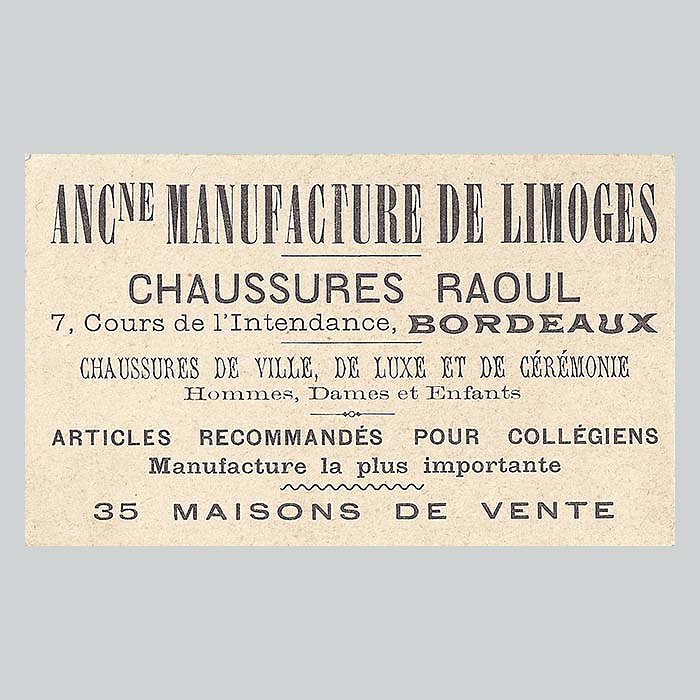 ANCNE MANUFACTURE DE LIMOGES
CHAUSSURES RAOUL
7, Cours de l'Intendance, BORDEAUX
CHAUSSURES DE VILLE, DE LUXE ET DE CÉRÉMONIE
Hommes, Dames et Enfants
ARTICLES RECOMMANDÉS POUR COLLÉGIENS
Manufacture la plus importante
35 MAISONS DE VENTE